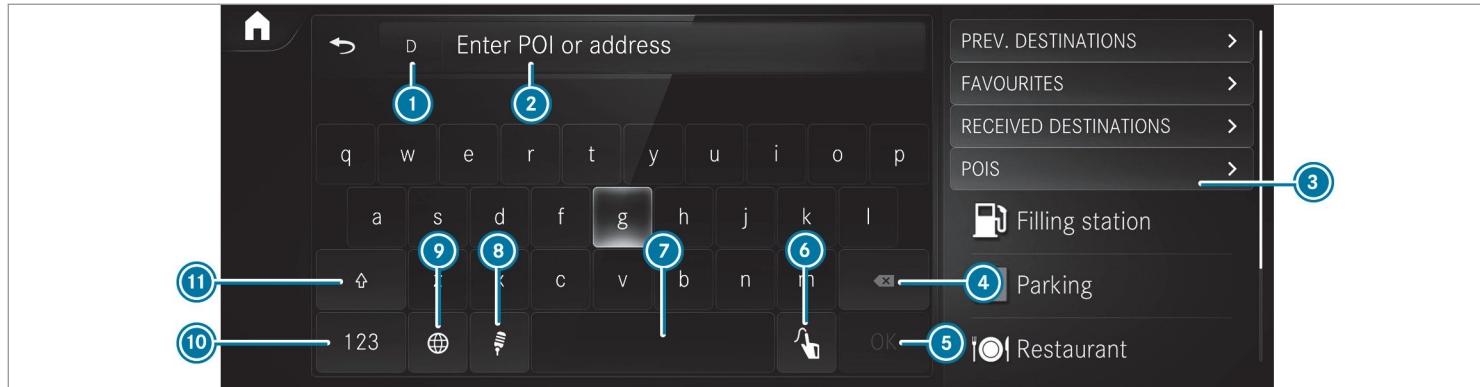 D Enter POI or address
1 2
q w e r t y u i o p
a s d f g h j k l
9 8 7 6
11 z x c v b n m
10 123 OK 5
PREV. DESTINATIONS
FAVOURITES
RECEIVED DESTINATIONS
POIS
3
Filling station
4 Parking
Restaurant